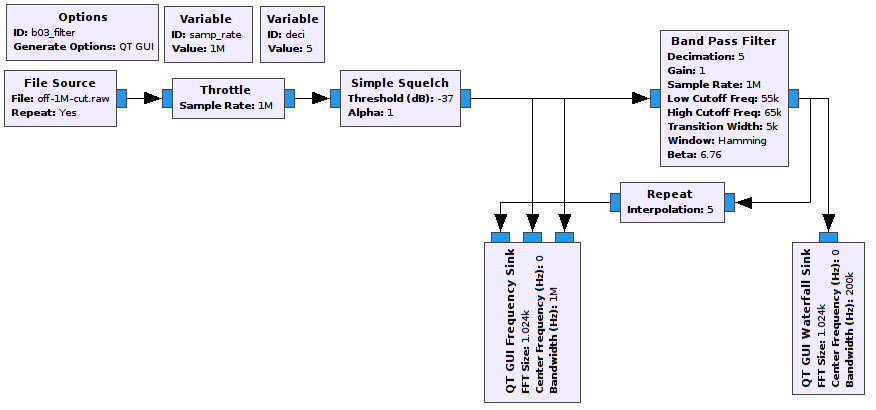 Options
ID: b03_filter
Generate Options: QT GUI
Variable
ID: samp_rate
Value: 1M
Variable
ID: deci
Value: 5
File Source
File: off-1M-cut.raw
Repeat: Yes
Throttle
Sample Rate: 1M
Simple Squelch
Threshold (dB): -37
Alpha: 1
Band Pass Filter
Decimation: 5
Gain: 1
Sample Rate: 1M
Low Cutoff Freq: 55k
High Cutoff Freq: 65k
Transition Width: 5k
Window: Hamming
Beta: 6.76
Repeat
Interpolation: 5
QT GUI Frequency Sink
FFT Size: 1.024k
Center Frequency (Hz): 0
Bandwidth (Hz): 1M
QT GUI Waterfall Sink
FFT Size: 1.024k
Center Frequency (Hz): 0
Bandwidth (Hz): 200k